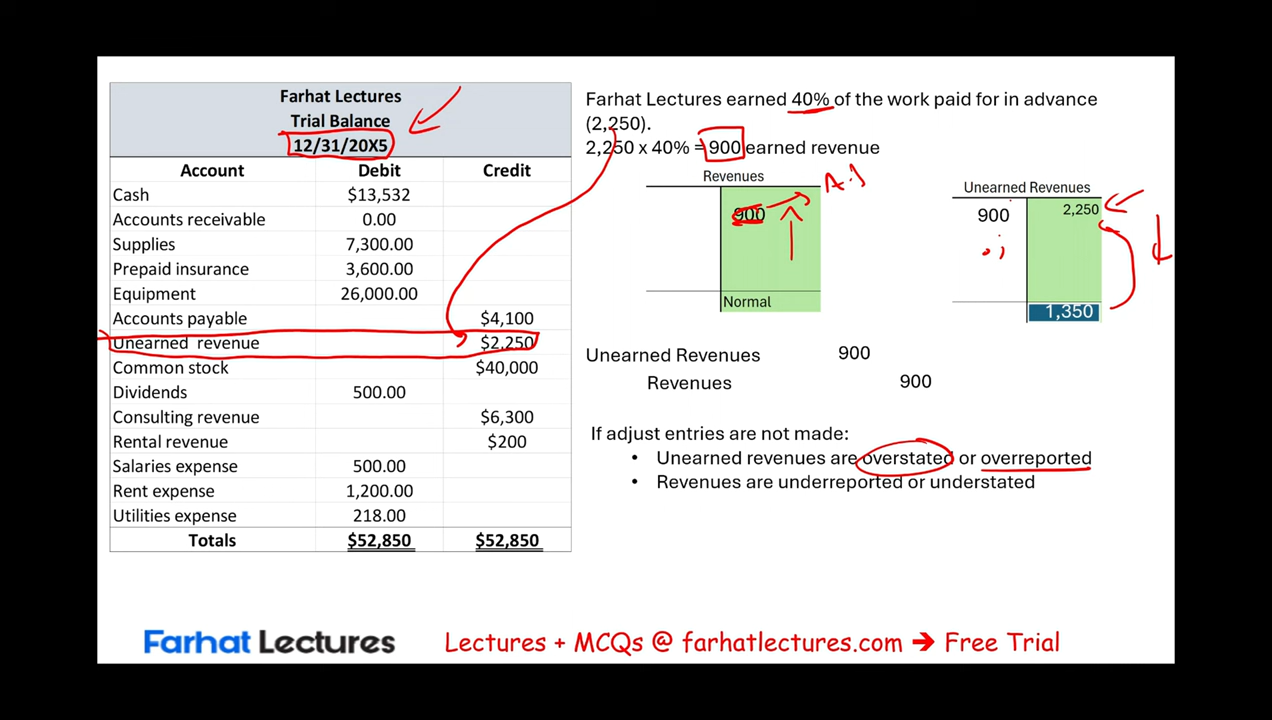 Farhat Lectures
Trial Balance
12/31/20X5
Account Debit Credit
Cash $13,532
Accounts receivable 0.00
Supplies 7,300.00
Prepaid insurance 3,600.00
Equipment 26,000.00
Accounts payable $4,100
Unearned revenue $2,250
Common stock $40,000
Dividends 500.00
Consulting revenue $6,300
Rental revenue $200
Salaries expense 500.00
Rent expense 1,200.00
Utilities expense 218.00
Totals $52,850 $52,850
Farhat Lectures earned 40% of the work paid for in advance
(2,250).
2,250 x 40% = 900 earned revenue
Revenues
900
Normal
Unearned Revenues
900 2,250
1,350
Unearned Revenues 900
Revenues 900
If adjust entries are not made:
• Unearned revenues are overstated or overreported
• Revenues are underreported or understated
Farhat Lectures
Lectures + MCQs @ farhatlectures.com ➔ Free Trial